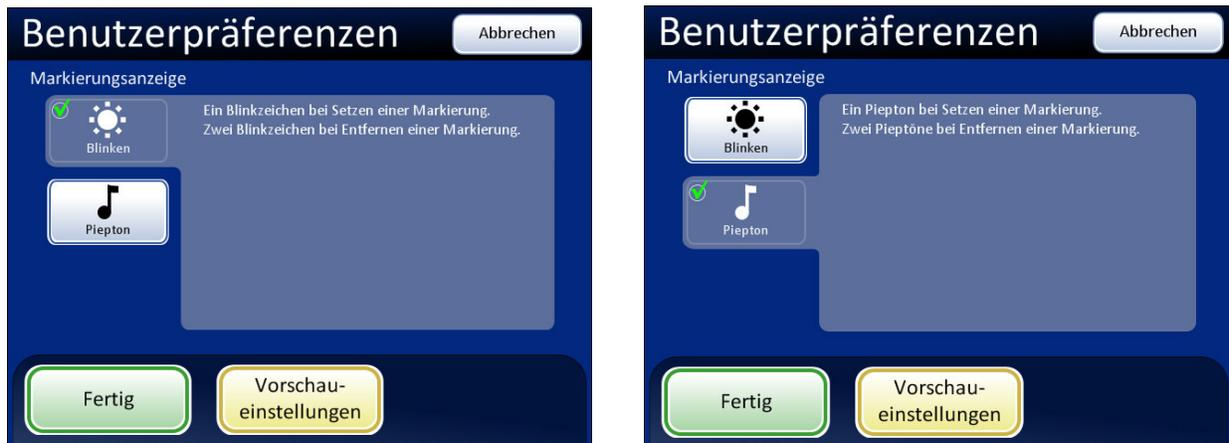 Benutzerpräferenzen
Abbrechen
Markierungsanzeige
Blinken
Ein Blinkzeichen bei Setzen einer Markierung.
Zwei Blinkzeichen bei Entfernen einer Markierung.
Piepton
Fertig
Vorschau-
einstellungen
Benutzerpräferenzen
Abbrechen
Markierungsanzeige
Blinken
Ein Piepton bei Setzen einer Markierung.
Zwei Pieptöne bei Entfernen einer Markierung.
Piepton
Fertig
Vorschau-
einstellungen